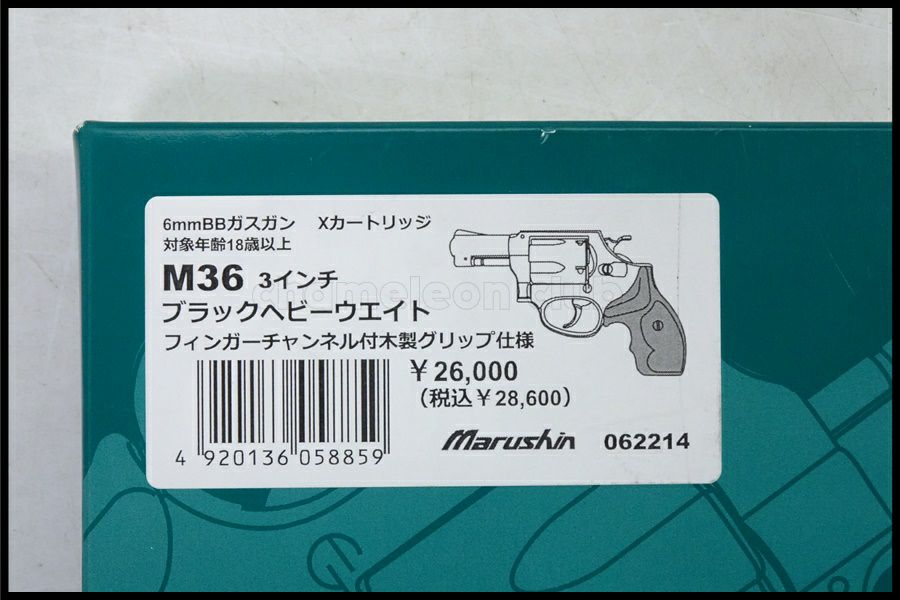 6mmBBガスガン Xカートリッジ
対象年齢18歳以上
M36 3インチ
chameleonclub
ブラックヘビーウエイト
フィンガーチャンネル付木製グリップ仕様
￥26,000
(税込￥28,600)
4 920136 058859
Marushin 062214